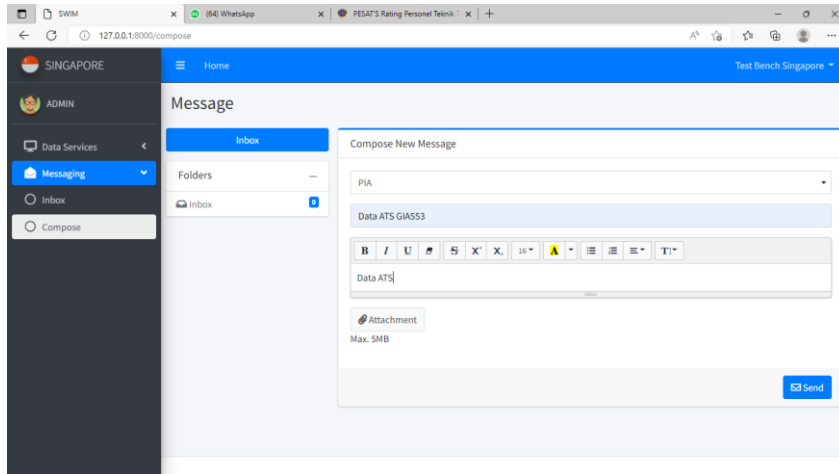 SWIM
(64) WhatsApp
PESAT'S Rating Personel Teknik
127.0.0.1:8000/compose
SINGAPORE
Home
Test Bench Singapore
ADMIN
Message
Data Services
Inbox
Compose New Message
Messaging
Folders
PIA
Inbox
Inbox
0
Data ATS GIA553
Compose
B I U S X X 16 A T
Data ATS
Attachment
Max. 5MB
Send